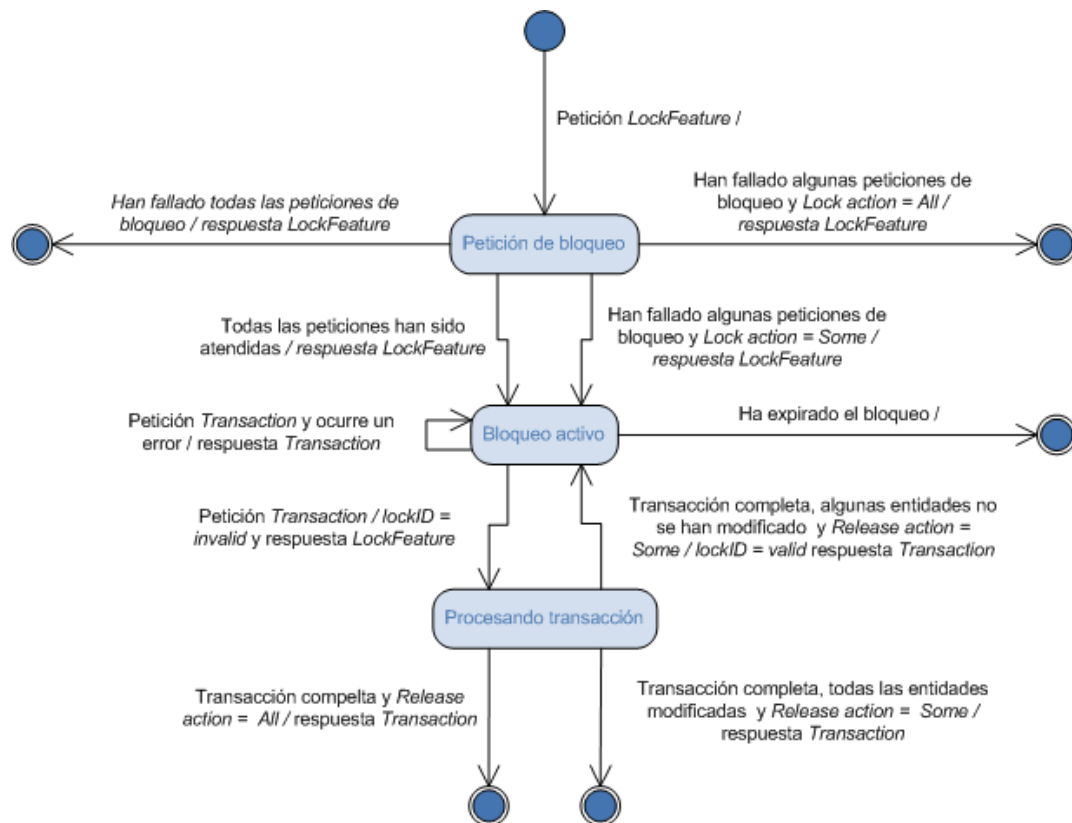 Petición LockFeature /
Han fallado todas las peticiones de
bloqueo / respuesta LockFeature
Han fallado algunas peticiones de
bloqueo y Lock action = All /
respuesta LockFeature
Petición de bloqueo
Todas las peticiones han sido
atendidas / respuesta LockFeature
Han fallado algunas peticiones de
bloqueo y Lock action = Some /
respuesta LockFeature
Petición Transaction y ocurre un
error / respuesta Transaction
Bloqueo activo
Ha expirado el bloqueo /
Petición Transaction / lockID =
invalid y respuesta LockFeature
Transacción completa, algunas entidades no
se han modificado y Release action =
Some / lockID = valid respuesta Transaction
Procesando transacción
Transacción compelta y Release
action = All / respuesta Transaction
Transacción completa, todas las entidades
modificadas y Release action = Some /
respuesta Transaction